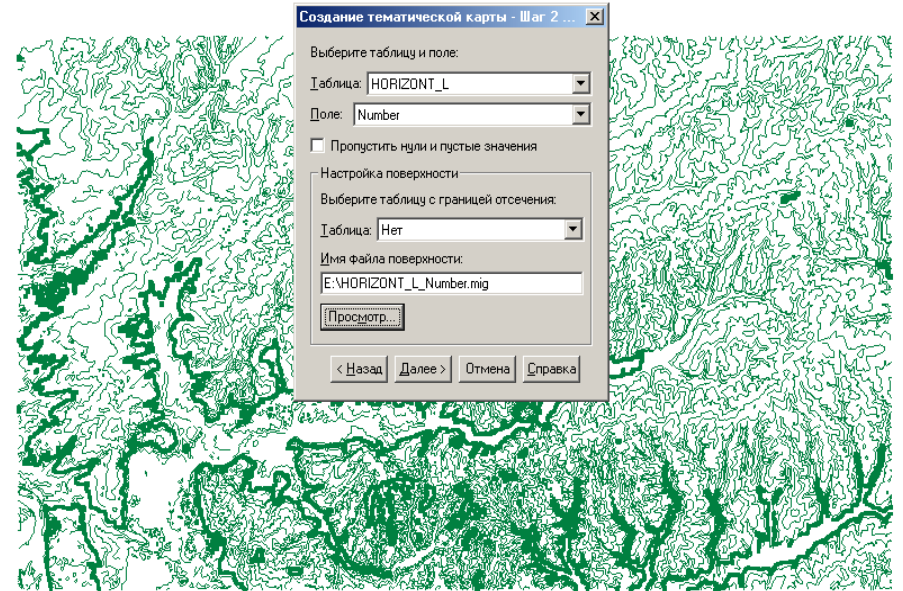 Создание тематической карты - Шаг 2 ...
Выберите таблицу и поле:
Таблица: HORIZONT_L
Поле: Number
Пропустить нули и пустые значения
Настройка поверхности
Выберите таблицу с границей отсечения:
Таблица: Нет
Имя файла поверхности:
E:\HORIZONT_L_Number.mig
Просмотр...
< Назад Далее > Отмена Справка